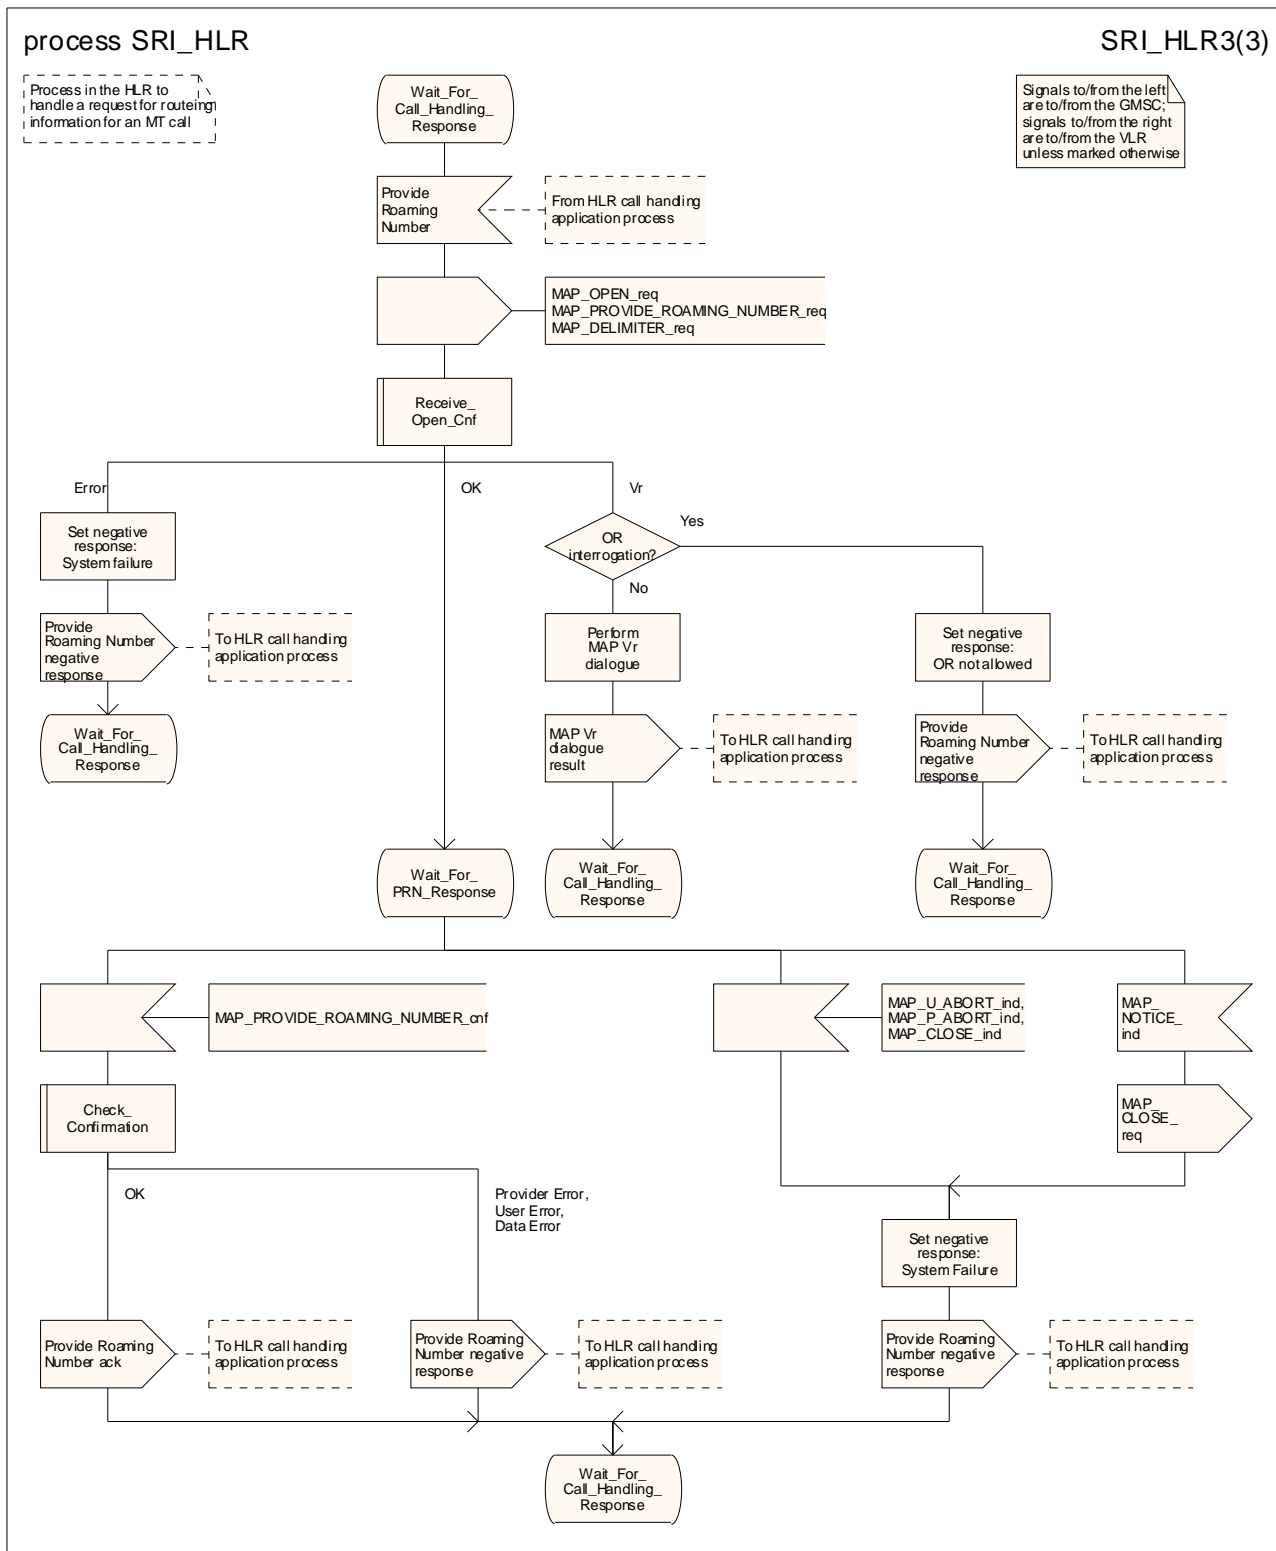 process SRI_HLR
SRI_HLR3(3)
Process in the HLR to
handle a request for routeing
information for an MT call
Wait_For_
Call_Handling_
Response
Signals to/from the left
are to/from the GMSC;
signals to/from the right
are to/from the VLR
unless marked otherwise
Provide
Roaming
Number
From HLR call handling
application process
MAP_OPEN_req
MAP_PROVIDE_ROAMING_NUMBER_req
MAP_DELIMITER_req
Receive_
Open_Cnf
Error
OK
Vr
Set negative
response:
System failure
OR
interrogation?
Yes
No
Provide
Roaming Number
negative
response
To HLR call handling
application process
Perform
MAP Vr
dialogue
Set negative
response:
OR not allowed
Wait_For_
Call_Handling_
Response
MAP Vr
dialogue
result
To HLR call handling
application process
Provide
Roaming Number
negative
response
To HLR call handling
application process
Wait_For_
PRN_Response
Wait_For_
Call_Handling_
Response
Wait_For_
Call_Handling_
Response
MAP_PROVIDE_ROAMING_NUMBER_cnf
MAP_U_ABORT_ind,
MAP_P_ABORT_ind,
MAP_CLOSE_ind
MAP_
NOTICE_
ind
Check_
Confirmation
MAP_
CLOSE_
req
OK
Provider Error,
User Error,
Data Error
Set negative
response:
System Failure
Provide Roaming
Number ack
To HLR call handling
application process
Provide Roaming
Number negative
response
To HLR call handling
application process
Provide Roaming
Number negative
response
To HLR call handling
application process
Wait_For_
Call_Handling_
Response